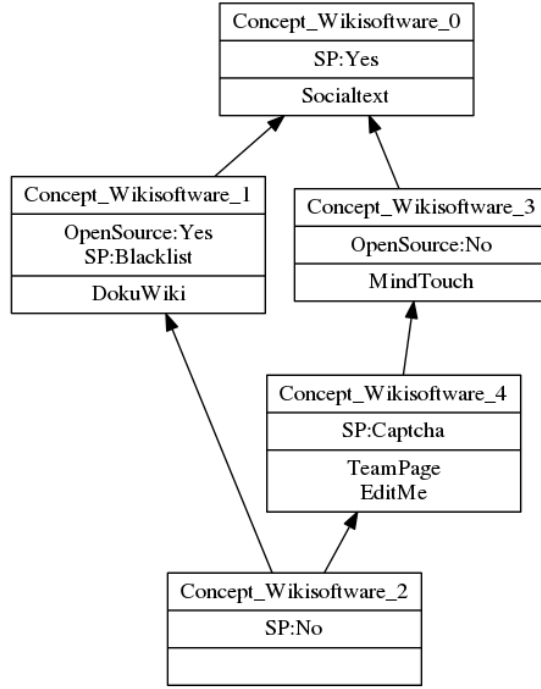 Concept_Wikisoftware_0
SP:Yes
Socialtext
Concept_Wikisoftware_1
OpenSource:Yes
SP:Blacklist
DokuWiki
Concept_Wikisoftware_3
OpenSource:No
MindTouch
Concept_Wikisoftware_4
SP:Captcha
TeamPage
EditMe
Concept_Wikisoftware_2
SP:No